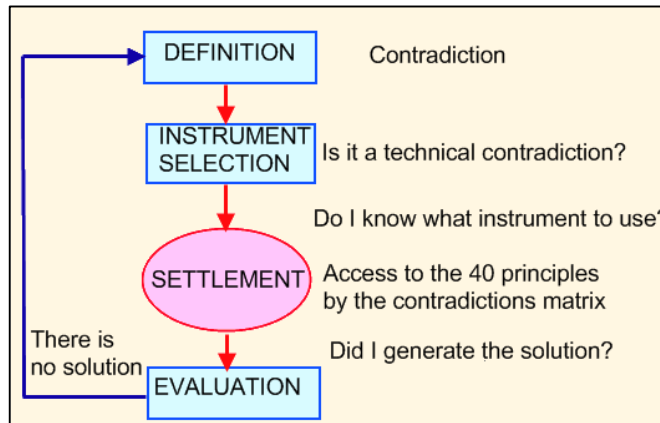 DEFINITION
Contradiction
INSTRUMENT
SELECTION
Is it a technical contradiction?
Do I know what instrument to use?
SETTLEMENT
Access to the 40 principles
by the contradictions matrix
Did I generate the solution?
There is
no solution
EVALUATION